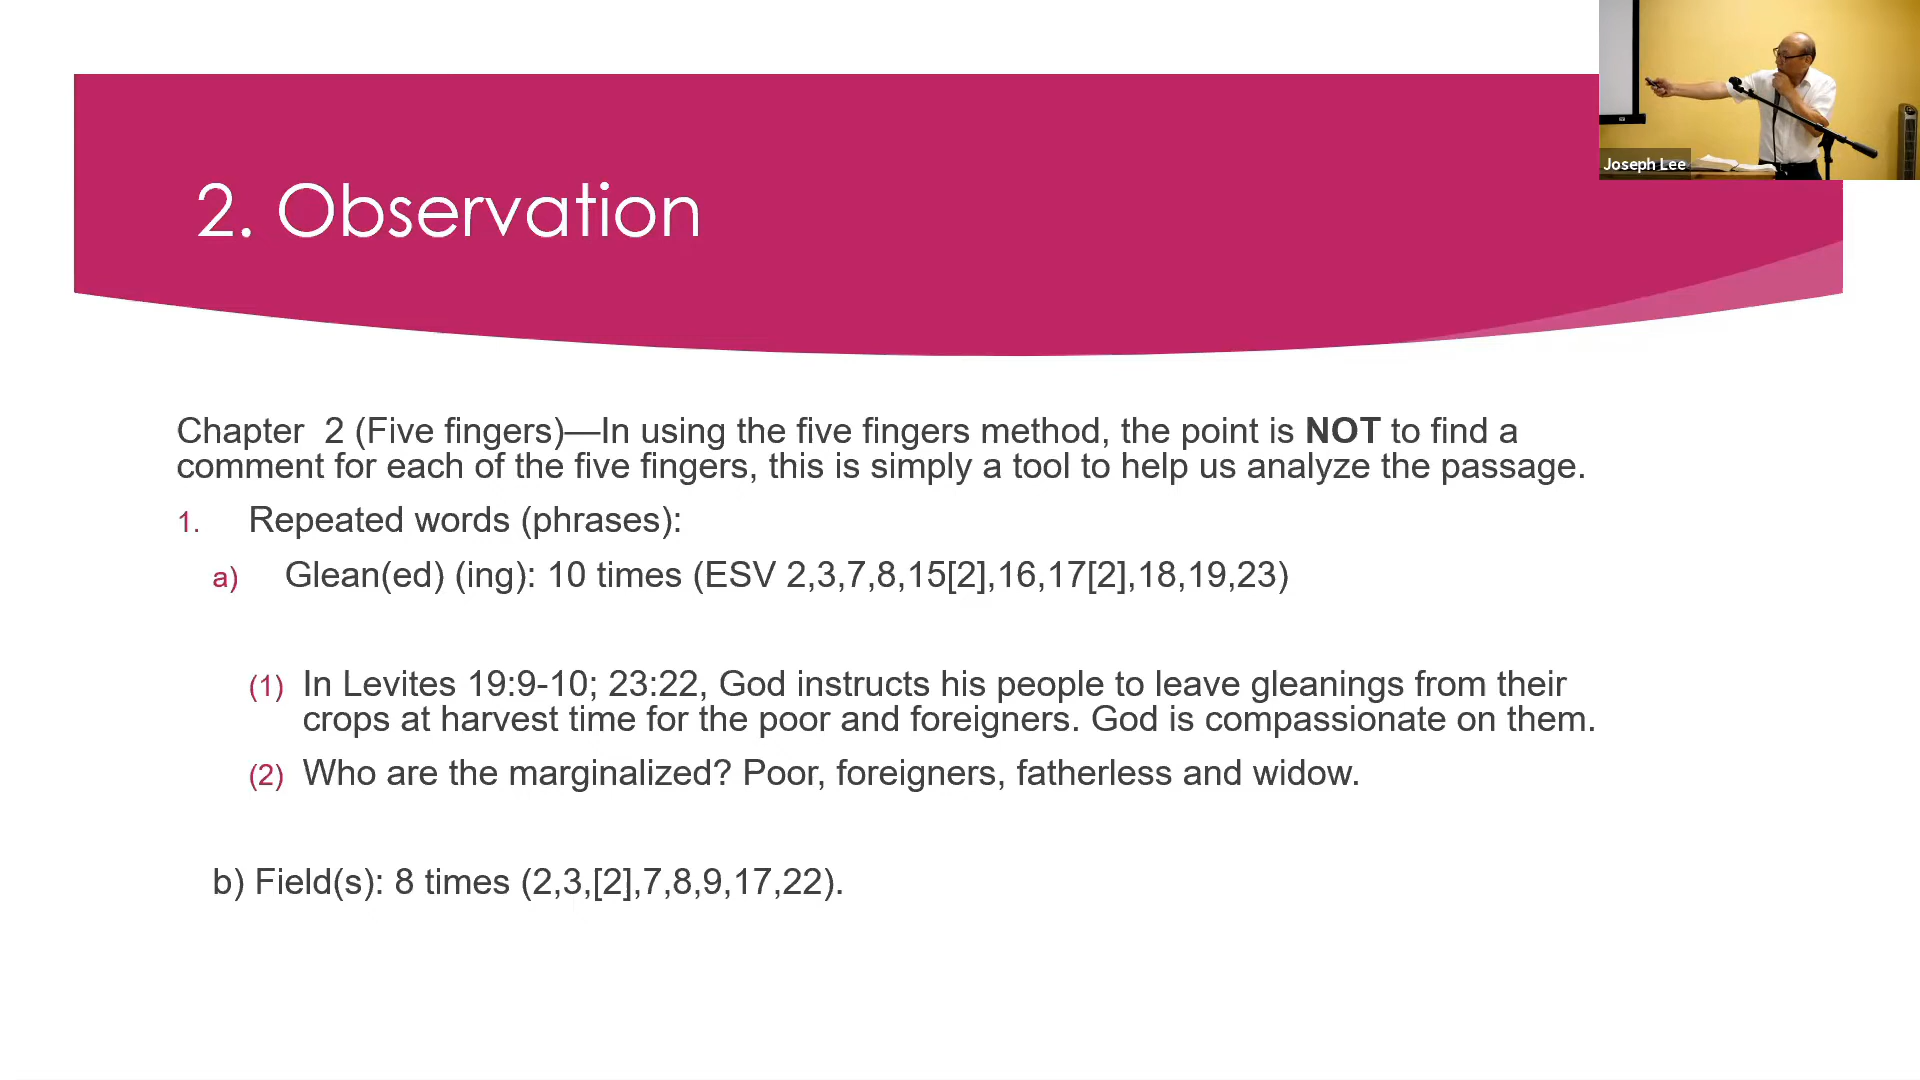 Joseph Lee
2. Observation
Chapter  2 (Five fingers)—In using the five fingers method, the point is NOT to find a
comment for each of the five fingers, this is simply a tool to help us analyze the passage.
1. Repeated words (phrases):
a) Glean(ed) (ing): 10 times (ESV 2,3,7,8,15[2],16,17[2],18,19,23)
(1) In Levites 19:9-10; 23:22, God instructs his people to leave gleanings from their
crops at harvest time for the poor and foreigners. God is compassionate on them.
(2) Who are the marginalized? Poor, foreigners, fatherless and widow.
b) Field(s): 8 times (2,3,[2],7,8,9,17,22).